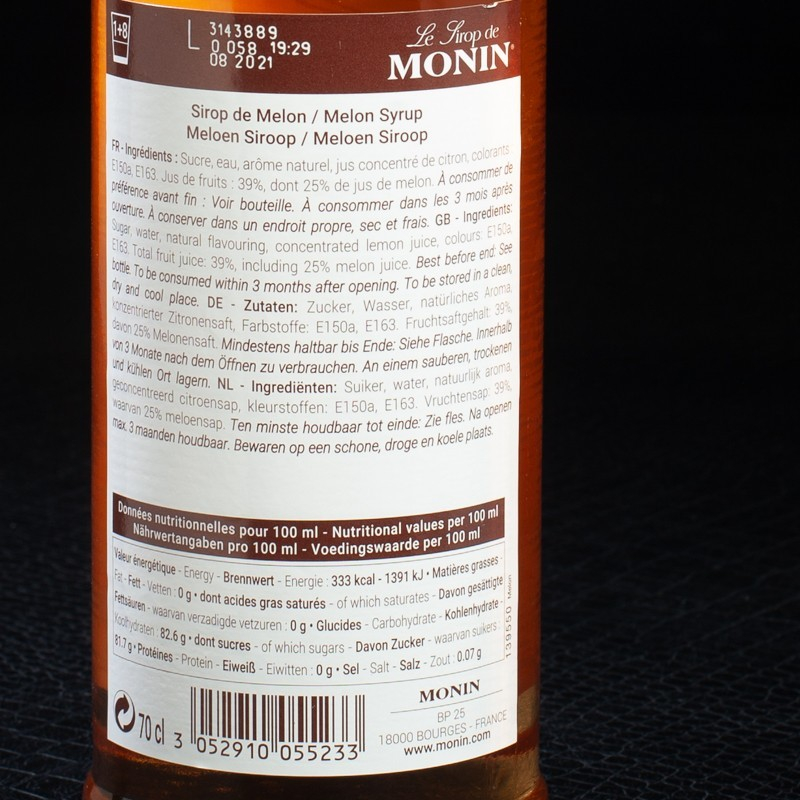 1+8
L 3143889
0 058 19:29
08 2021
Le Sirop de
MONIN®
Sirop de Melon / Melon Syrup
Meloen Siroop / Meloen Siroop
FR - Ingrédients : Sucre, eau, arôme naturel, jus concentré de citron, colorants:
E150a, E163. Jus de fruits : 39%, dont 25% de jus de melon. À consommer de
préférence avant fin : Voir bouteille. À consommer dans les 3 mois après
ouverture. À conserver dans un endroit propre, sec et frais. GB - Ingredients:
Sugar, water, natural flavouring, concentrated lemon juice, colours: E150a,
E163. Total fruit juice: 39%, including 25% melon juice. Best before end: See
bottle. To be consumed within 3 months after opening. To be stored in a clean,
dry and cool place. DE - Zutaten: Zucker, Wasser, natürliches Aroma,
konzentrierter Zitronensaft, Farbstoffe: E150a, E163. Fruchtsaftgehalt: 39%,
davon 25% Melonensaft. Mindestens haltbar bis Ende: Siehe Flasche. Innerhalb
von 3 Monate nach dem Öffnen zu verbrauchen. An einem sauberen, trockenen
und kühlen Ort lagern. NL - Ingrediënten: Suiker, water, natuurlijk aroma,
geconcentreerd citroensap, kleurstoffen: E150a, E163. Vruchtensap: 39%,
waarvan 25% meloensap. Ten minste houdbaar tot einde: Zie fles. Na openen
max. 3 maanden houdbaar. Bewaren op een schone, droge en koele plaats.
Données nutritionnelles pour 100 ml - Nutritional values per 100 ml
Nährwertangaben pro 100 ml - Voedingswaarde per 100 ml
Valeur énergétique - Energy - Brennwert - Energie : 333 kcal - 1391 kJ • Matières grasses -
Fat - Fett - Vetten : 0 g • dont acides gras saturés - of which saturates - Davon gesättigte
Fettsäuren - waarvan verzadigde vetzuren : 0 g • Glucides - Carbohydrate - Kohlenhydrate -
Koolhydraten : 82.6 g • dont sucres - of which sugars - Davon Zucker - waarvan suikers :
81.7 g • Protéines - Protein - Eiweiß - Eiwitten : 0 g • Sel - Salt - Salz - Zout : 0.07 g
139550 Melon
70 cl
3 052910 055233
MONIN
BP 25
18000 BOURGES - FRANCE
www.monin.com